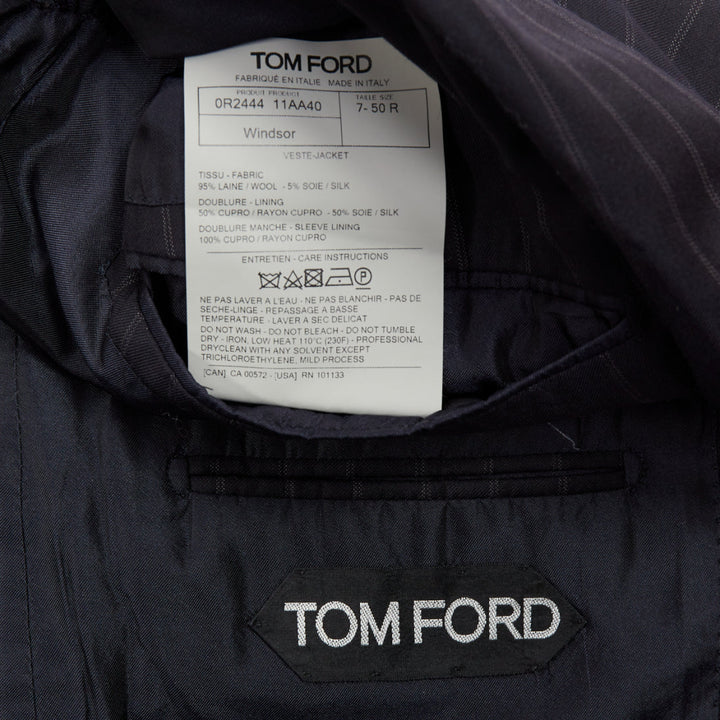 TOM FORD
FABRIQUÉ EN ITALIE MADE IN ITALY
PRODUIT PRODUCT
TAILLE SIZE
0R2444 11AA40
7- 50 R
Windsor
VESTE-JACKET
TISSU - FABRIC
95% LAINE / WOOL - 5% SOIE / SILK
DOUBLURE - LINING
50% CUPRO / RAYON CUPRO - 50% SOIE / SILK
DOUBLURE MANCHE - SLEEVE LINING
100% CUPRO / RAYON CUPRO
ENTRETIEN - CARE INSTRUCTIONS
P
NE PAS LAVER A L'EAU - NE PAS BLANCHIR - PAS DE
SECHE-LINGE - REPASSAGE A BASSE
TEMPERATURE - LAVER A SEC DELICAT
DO NOT WASH - DO NOT BLEACH - DO NOT TUMBLE
DRY - IRON, LOW HEAT 110°C (230F) - PROFESSIONAL
DRYCLEAN WITH ANY SOLVENT EXCEPT
TRICHLOROETHYLENE, MILD PROCESS
[CAN] CA 00572 - [USA] RN 101133
TOM FORD